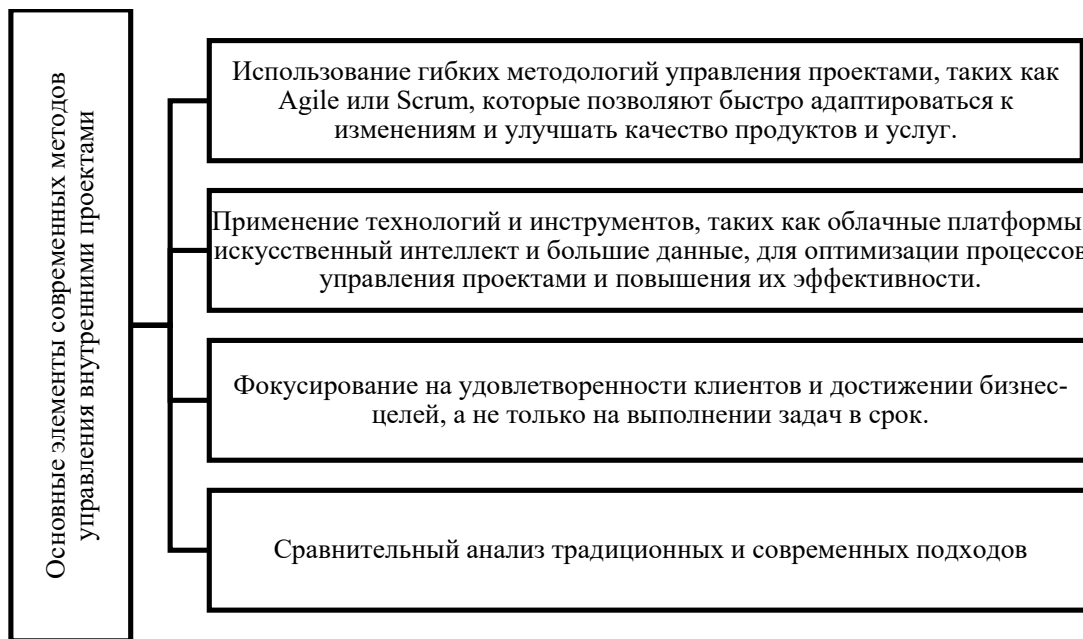 Основные элементы современных методов
управления внутренними проектами
Использование гибких методологий управления проектами, таких как
Agile или Scrum, которые позволяют быстро адаптироваться к
изменениям и улучшать качество продуктов и услуг.
Применение технологий и инструментов, таких как облачные платформы,
искусственный интеллект и большие данные, для оптимизации процессов
управления проектами и повышения их эффективности.
Фокусирование на удовлетворенности клиентов и достижении бизнес-
целей, а не только на выполнении задач в срок.
Сравнительный анализ традиционных и современных подходов